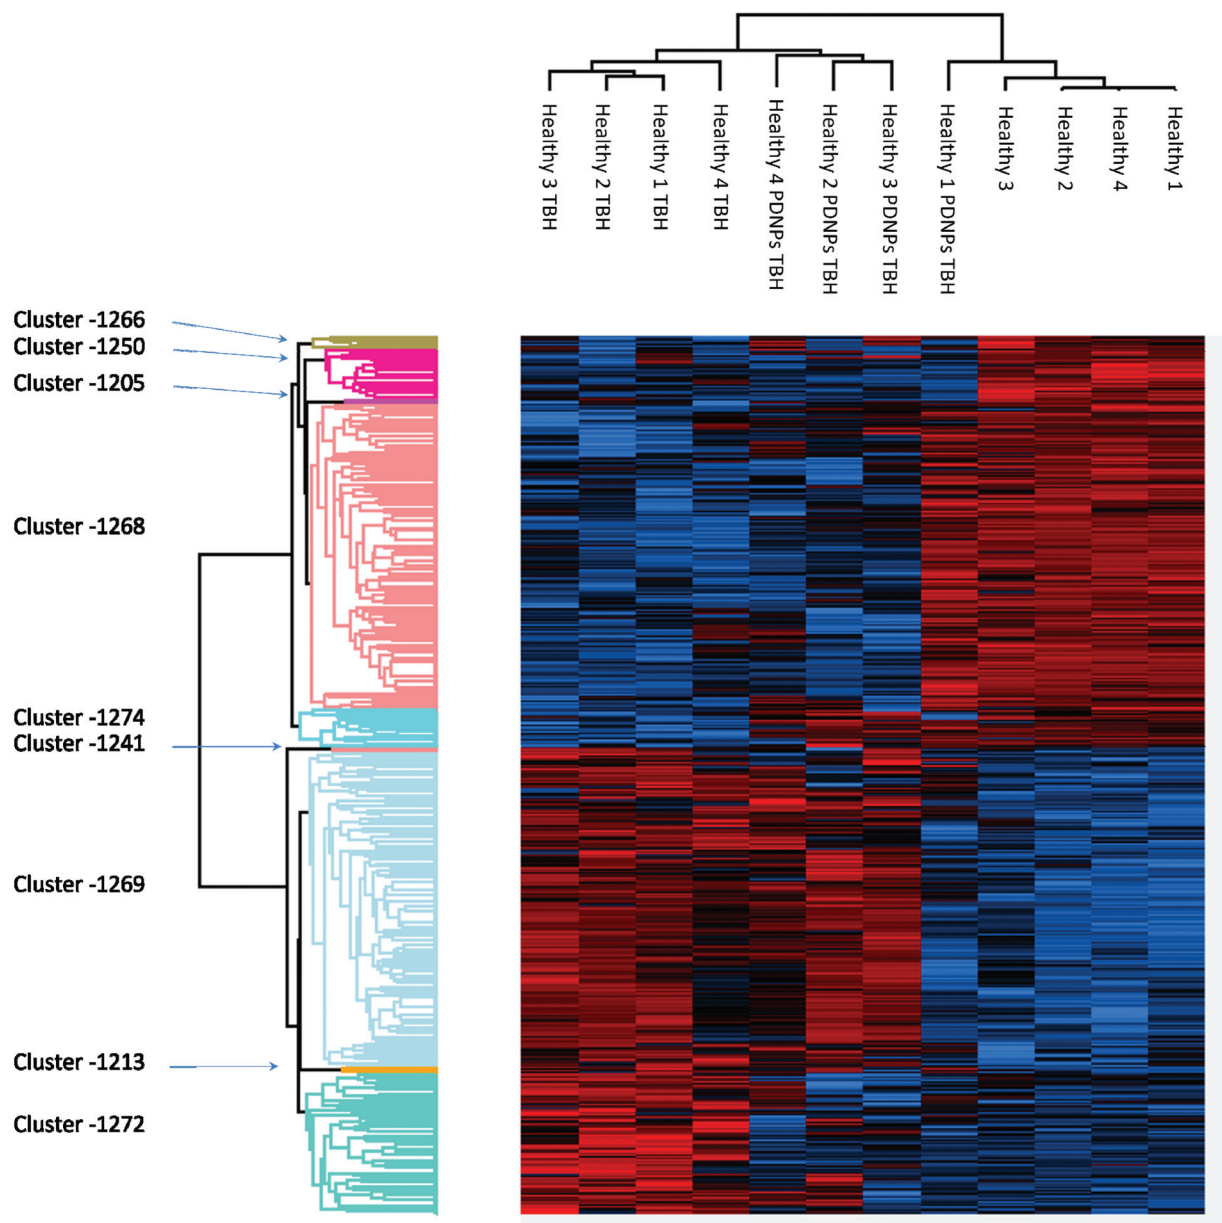 Healthy 3 TBH
Healthy 2 TBH
Healthy 1 TBH
Healthy 4 TBH
Healthy 4 PDNPs TBH
Healthy 2 PDNPs TBH
Healthy 3 PDNPs TBH
Healthy 1 PDNPs TBH
Healthy 3
Healthy 2
Healthy 4
Healthy 1
Cluster -1266
Cluster -1250
Cluster -1205
Cluster -1268
Cluster -1274
Cluster -1241
Cluster -1269
Cluster -1213
Cluster -1272